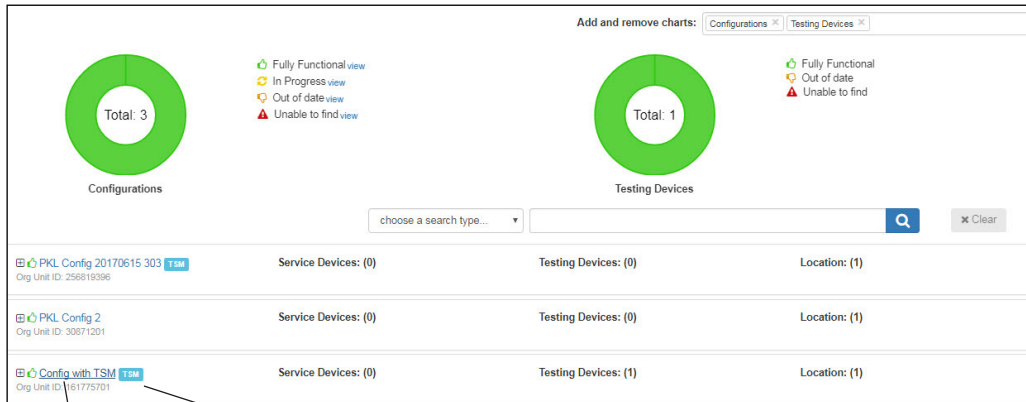 Add and remove charts: Configurations × Testing Devices ×
Total: 3
Fully Functional view
In Progress view
Out of date view
Unable to find view
Configurations
Total: 1
Fully Functional
Out of date
Unable to find
Testing Devices
choose a search type...
Clear
PKL Config 20170615 303 TSM Service Devices: (0) Testing Devices: (0) Location: (1)
Org Unit ID: 256819396
PKL Config 2 Service Devices: (0) Testing Devices: (0) Location: (1)
Org Unit ID: 30871201
Config with TSM TSM Service Devices: (0) Testing Devices: (1) Location: (1)
Org Unit ID: 161775701